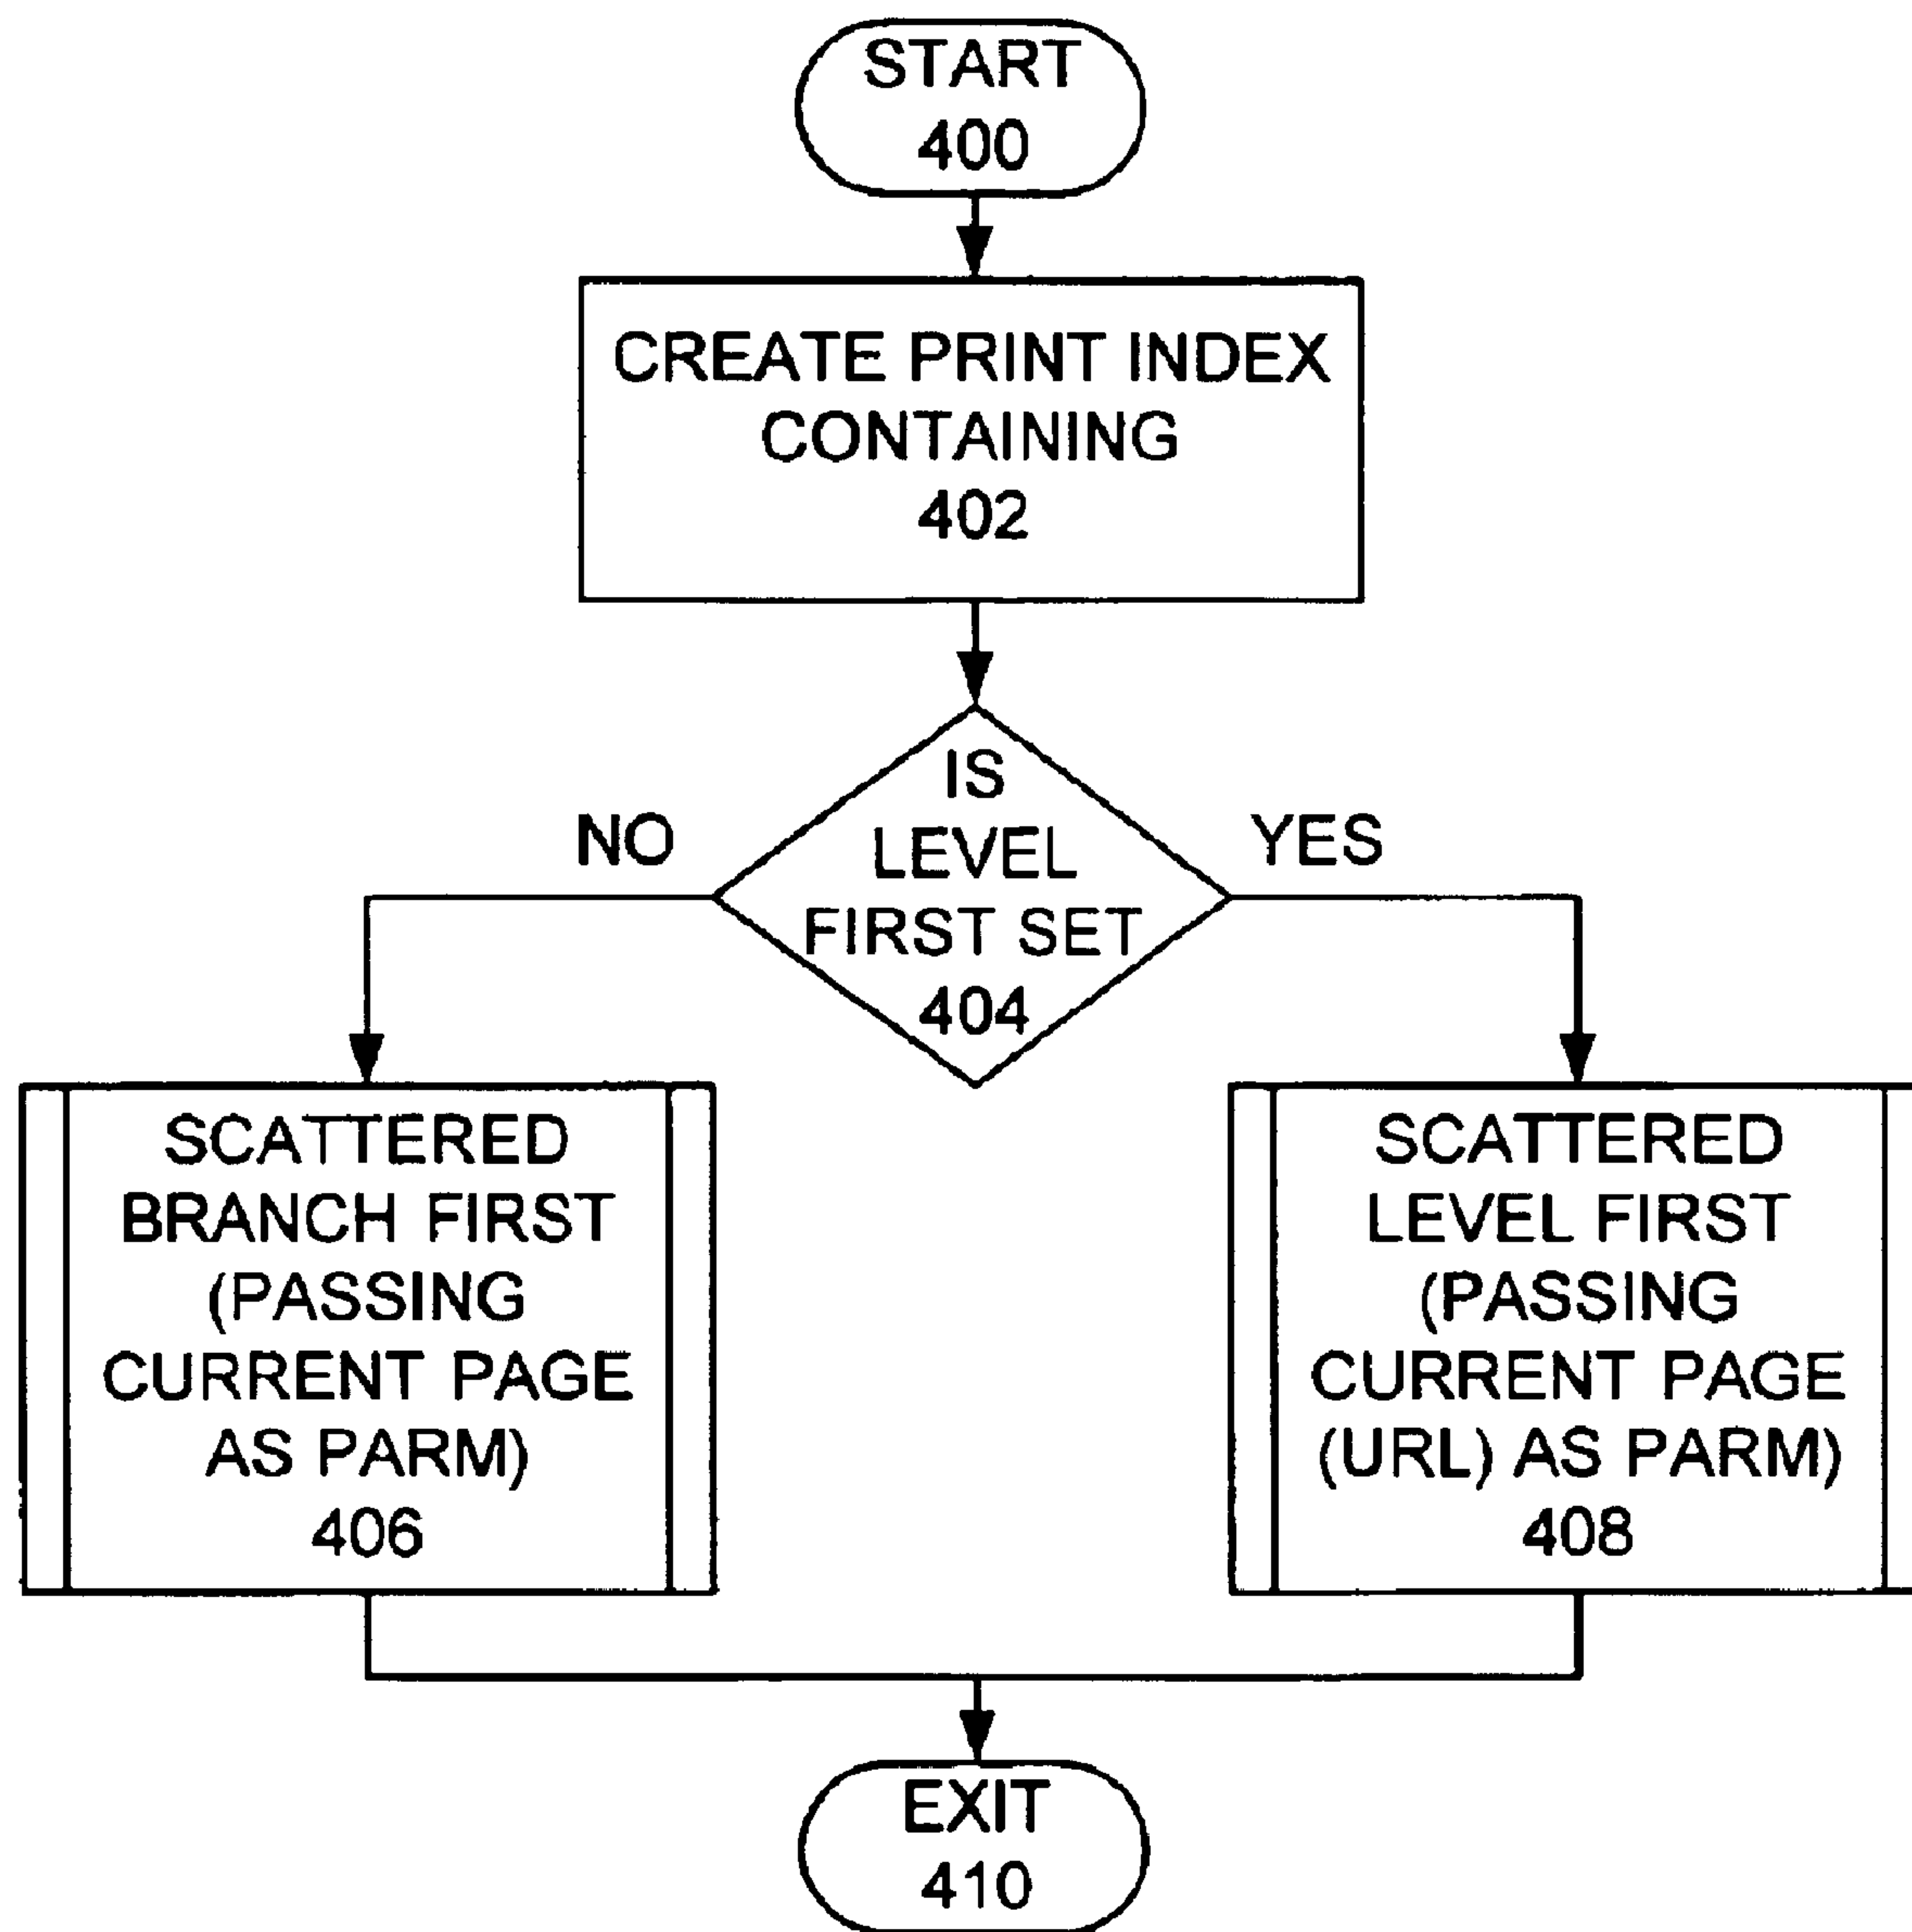 START
400
CREATE PRINT INDEX
CONTAINING
402
IS
LEVEL
FIRST SET
404
NO
YES
SCATTERED
BRANCH FIRST
(PASSING
CURRENT PAGE
AS PARM)
406
SCATTERED
LEVEL FIRST
(PASSING
CURRENT PAGE
(URL) AS PARM)
408
EXIT
410